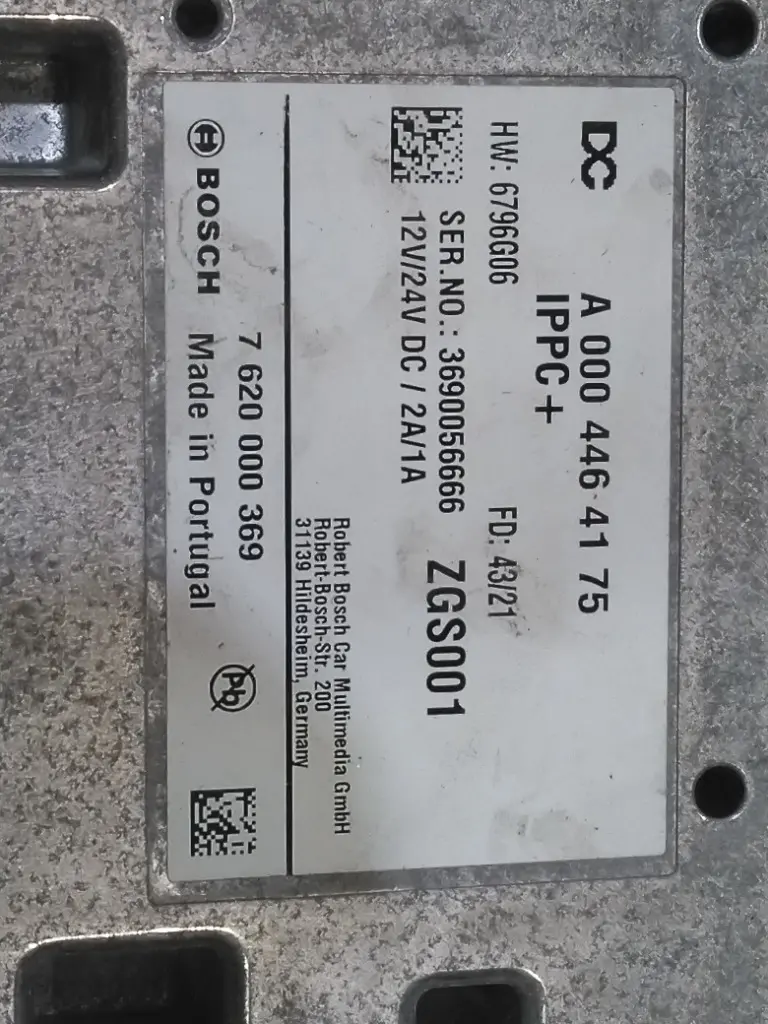 DC
A 000 446 41 75
IPPC+
HW: 6796G06
FD: 43/21
SER.NO.: 3690056666
12V/24V DC / 2A/1A
ZGS001
Robert Bosch Car Multimedia GmbH
Robert-Bosch-Str. 200
31139 Hildesheim, Germany
BOSCH
7 620 000 369
Made in Portugal
Pb